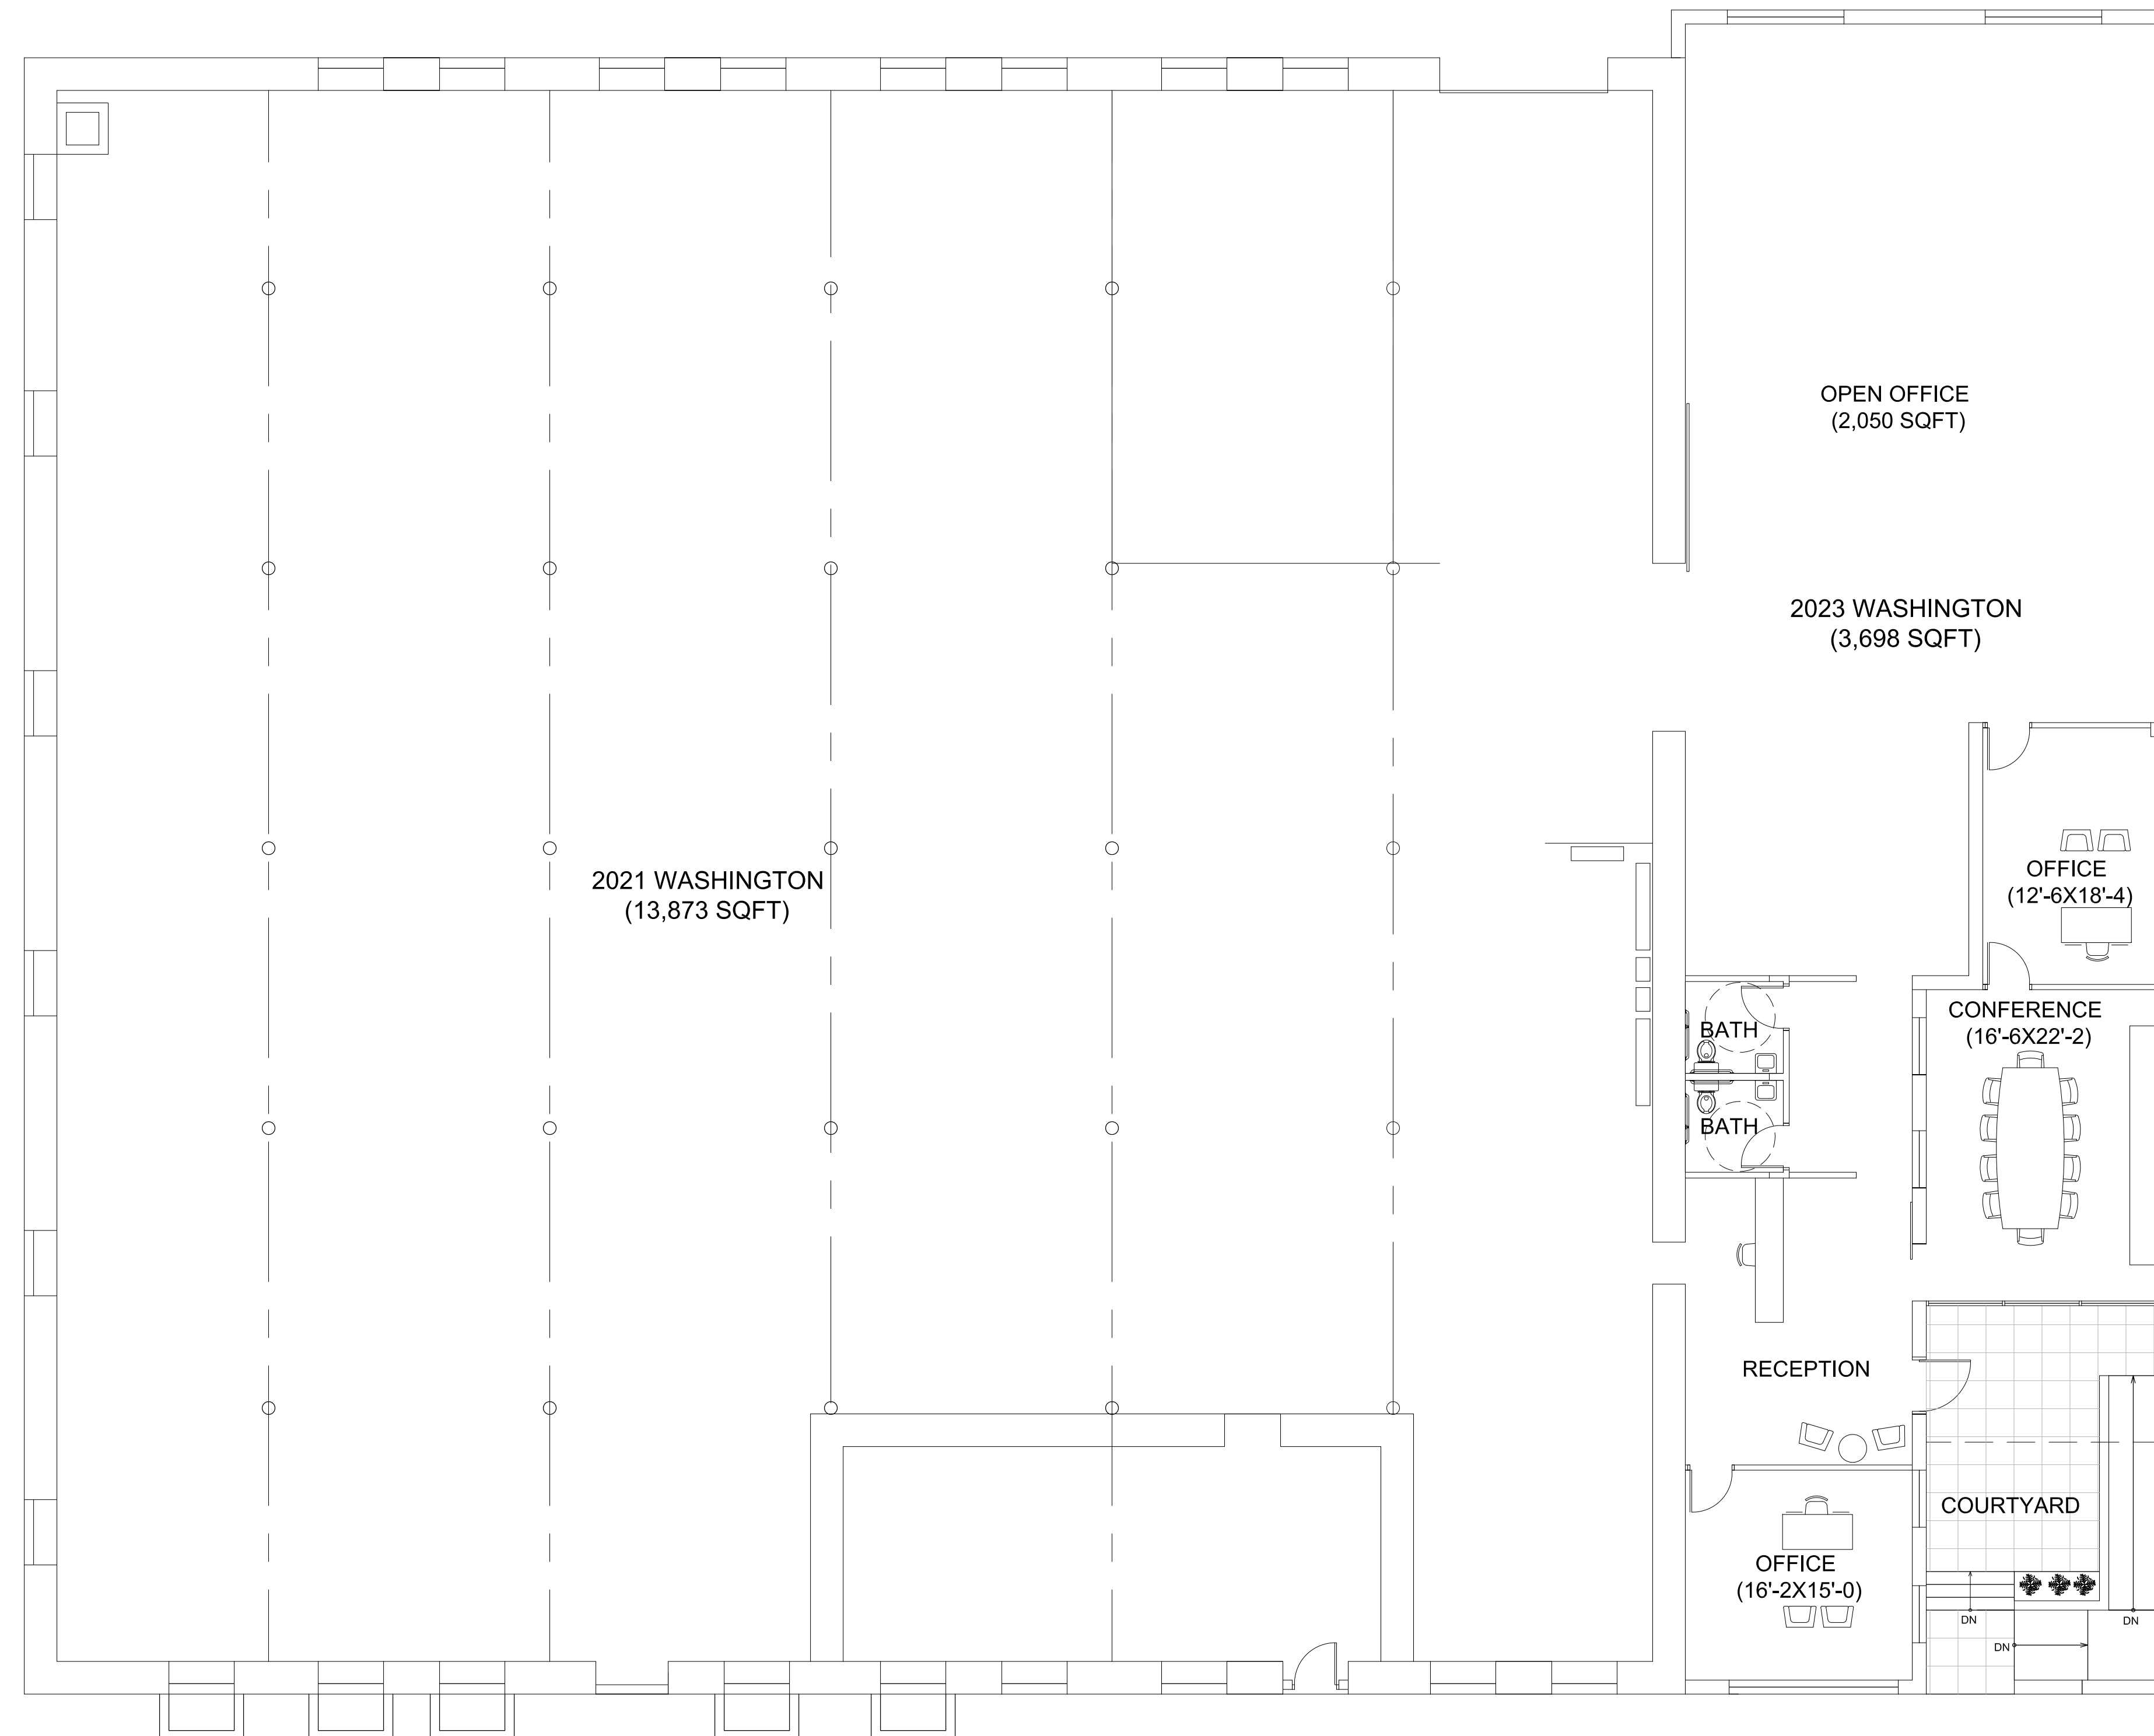 OPEN OFFICE
(2,050 SQFT)
2023 WASHINGTON
(3,698 SQFT)
2021 WASHINGTON
(13,873 SQFT)
OFFICE
(12'-6X18'-4)
CONFERENCE
(16'-6X22'-2)
BATH
BATH
RECEPTION
COURTYARD
OFFICE
(16'-2X15'-0)
DN
DN
DN